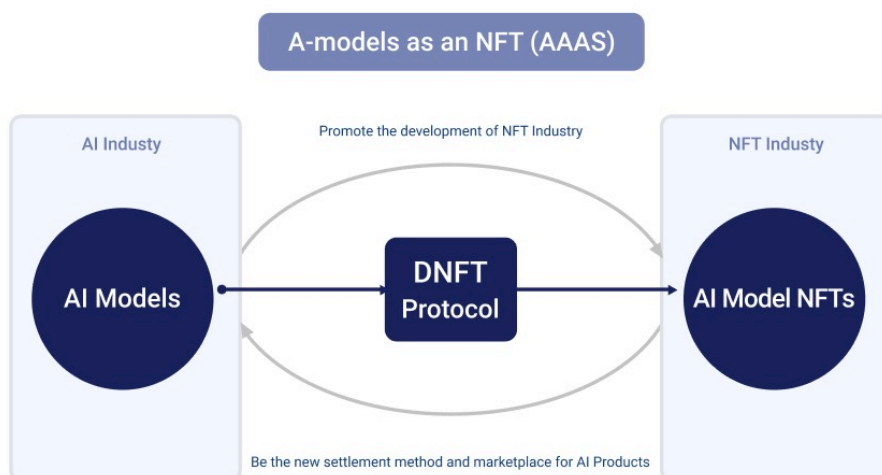 A-models as an NFT (AAAS)
AI Industy
Promote the development of NFT Industry
NFT Industy
AI Models
DNFT
Protocol
AI Model NFTs
Be the new settlement method and marketplace for AI Products